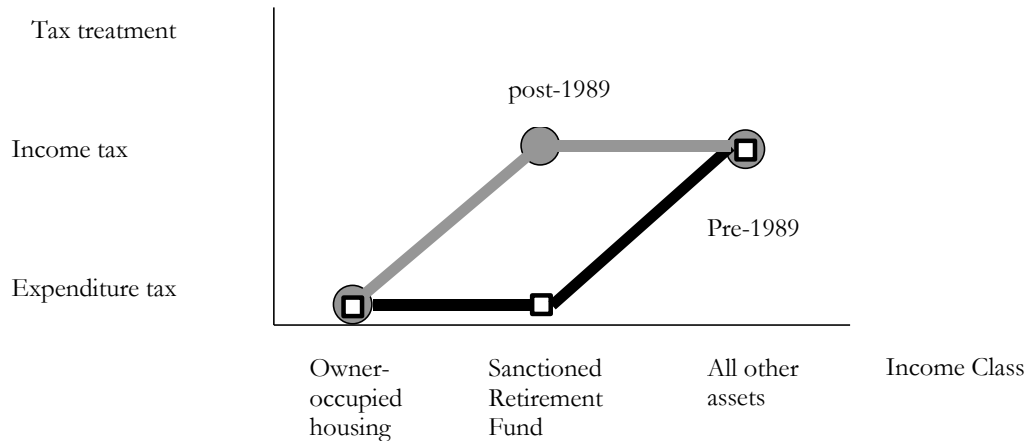 Tax treatment
post-1989
Income tax
Pre-1989
Expenditure tax
Owner-
occupied
housing
Sanctioned
Retirement
Fund
All other
assets
Income Class